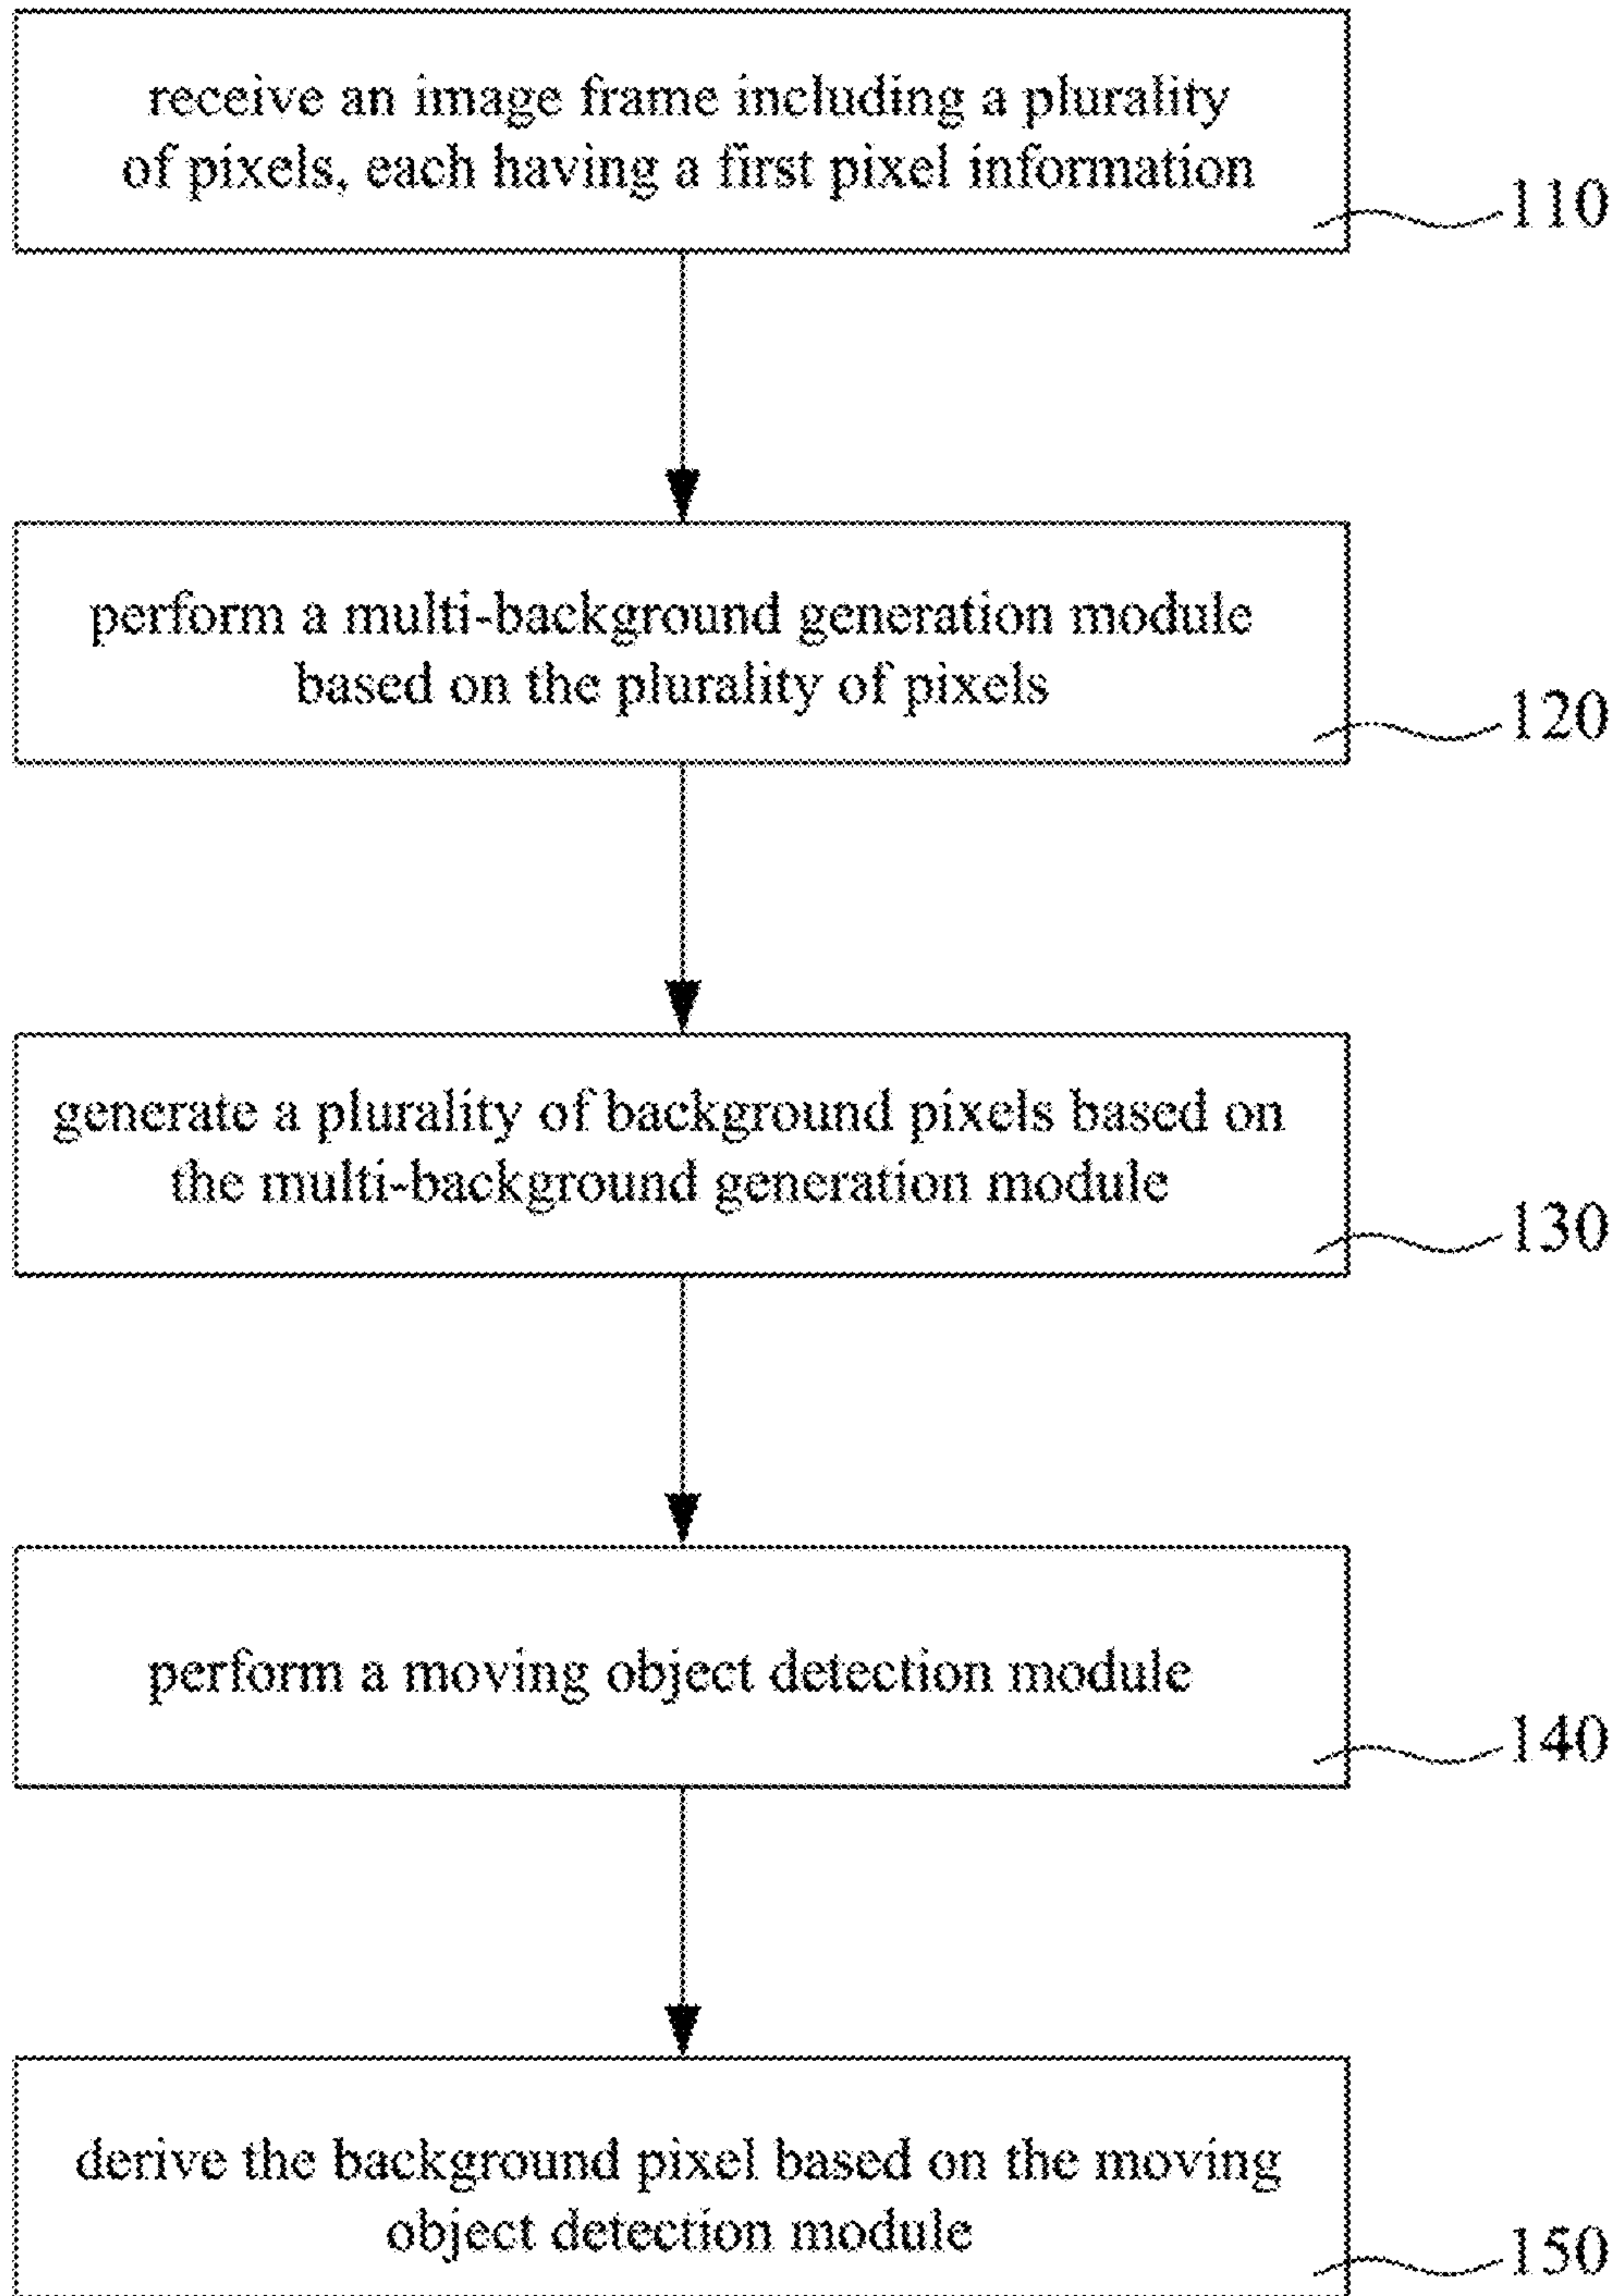 receive an image frame including a plurality
of pixels, each having a first pixel information
110
perform a multi-background generation module
based on the plurality of pixels
120
generate a plurality of background pixels based on
the multi-background generation module
130
perform a moving object detection module
140
derive the background pixel based on the moving
object detection module
150